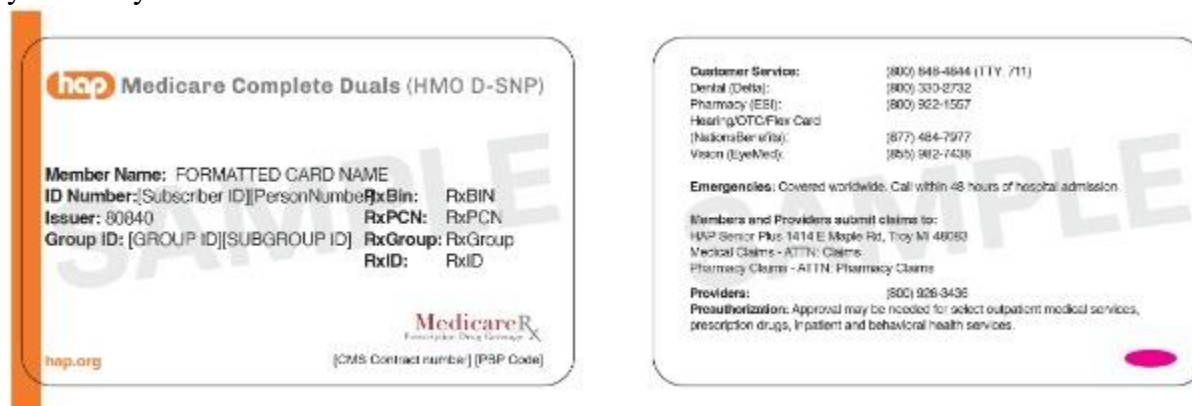 hap Medicare Complete Duals (HMO D-SNP)
SAMPLE
Member Name: FORMATTED CARD NAME
ID Number:[Subscriber ID][PersonNumber] RxBin: RxBIN
Issuer: 80840 RxPCN: RxPCN
Group ID: [GROUP ID][SUBGROUP ID] RxGroup: RxGroup
RxID: RxID
MedicareRx
Prescription Drug Coverage X
hap.org [CMS Contract number] [PBP Code]
SAMPLE
Customer Service: (800) 848-4844 (TTY: 711)
Dental (Delta): (800) 330-2732
Pharmacy (ESI): (800) 922-1557
Hearing/OTC/Flex Card
(NationsBenefits): (877) 484-7977
Vision (EyeMed): (855) 982-7438
Emergencies: Covered worldwide. Call within 48 hours of hospital admission.
Members and Providers submit claims to:
HAP Senior Plus 1414 E Maple Rd, Troy MI 48083
Medical Claims - ATTN: Claims
Pharmacy Claims - ATTN: Pharmacy Claims
Providers: (800) 926-3436
Preauthorization: Approval may be needed for select outpatient medical services,
prescription drugs, inpatient and behavioral health services.